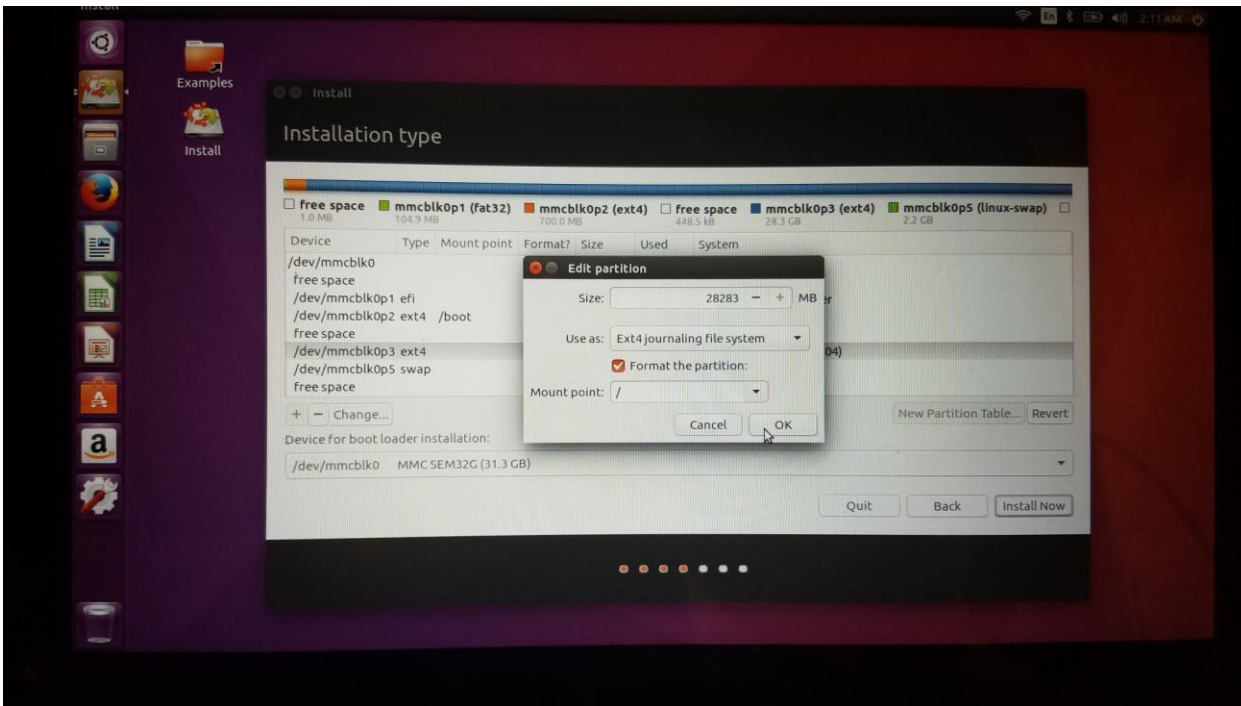 En 2:11 AM
Examples
Install
Install
Installation type
free space mmcblk0p1 (fat32) mmcblk0p2 (ext4) free space mmcblk0p3 (ext4) mmcblk0p5 (linux-swap)
1.0 MB 104.9 MB 700.0 MB 448.5 kB 28.3 GB 2.2 GB
Device Type Mount point Format? Size Used System
/dev/mmcblk0
free space
/dev/mmcblk0p1 efi
/dev/mmcblk0p2 ext4 /boot
free space
/dev/mmcblk0p3 ext4 04)
/dev/mmcblk0p5 swap
free space
Edit partition
Size: 28283 − + MB
Use as: Ext4 journaling file system
Format the partition:
Mount point: /
Cancel OK
+ − Change... New Partition Table... Revert
Device for boot loader installation:
/dev/mmcblk0 MMC SEM32G (31.3 GB)
Quit Back Install Now